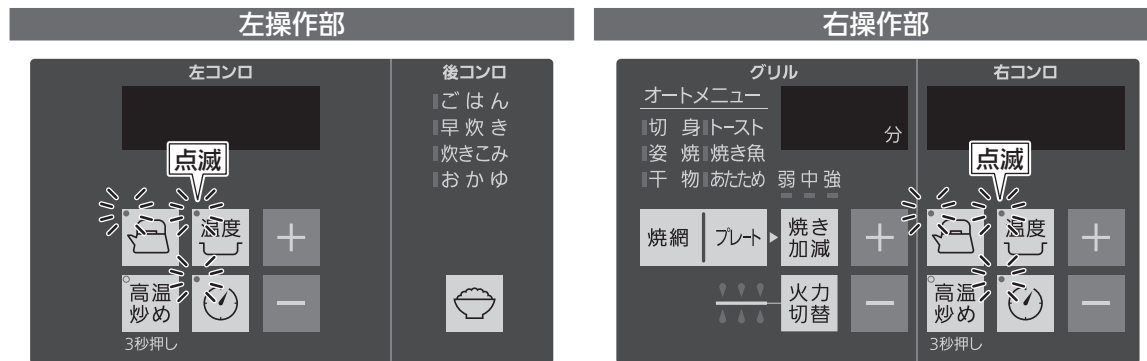 左操作部
左コンロ
後コンロ
ごはん
早炊き
炊きこみ
おかゆ
点滅
温度
+
高温
炒め
−
3秒押し
右操作部
グリル
オートメニュー
切身 トースト
姿焼 焼き魚
干物 あたため
分
弱 中 強
焼網 プレート
焼き
加減
+
火力
切替
−
右コンロ
点滅
温度
+
高温
炒め
−
3秒押し